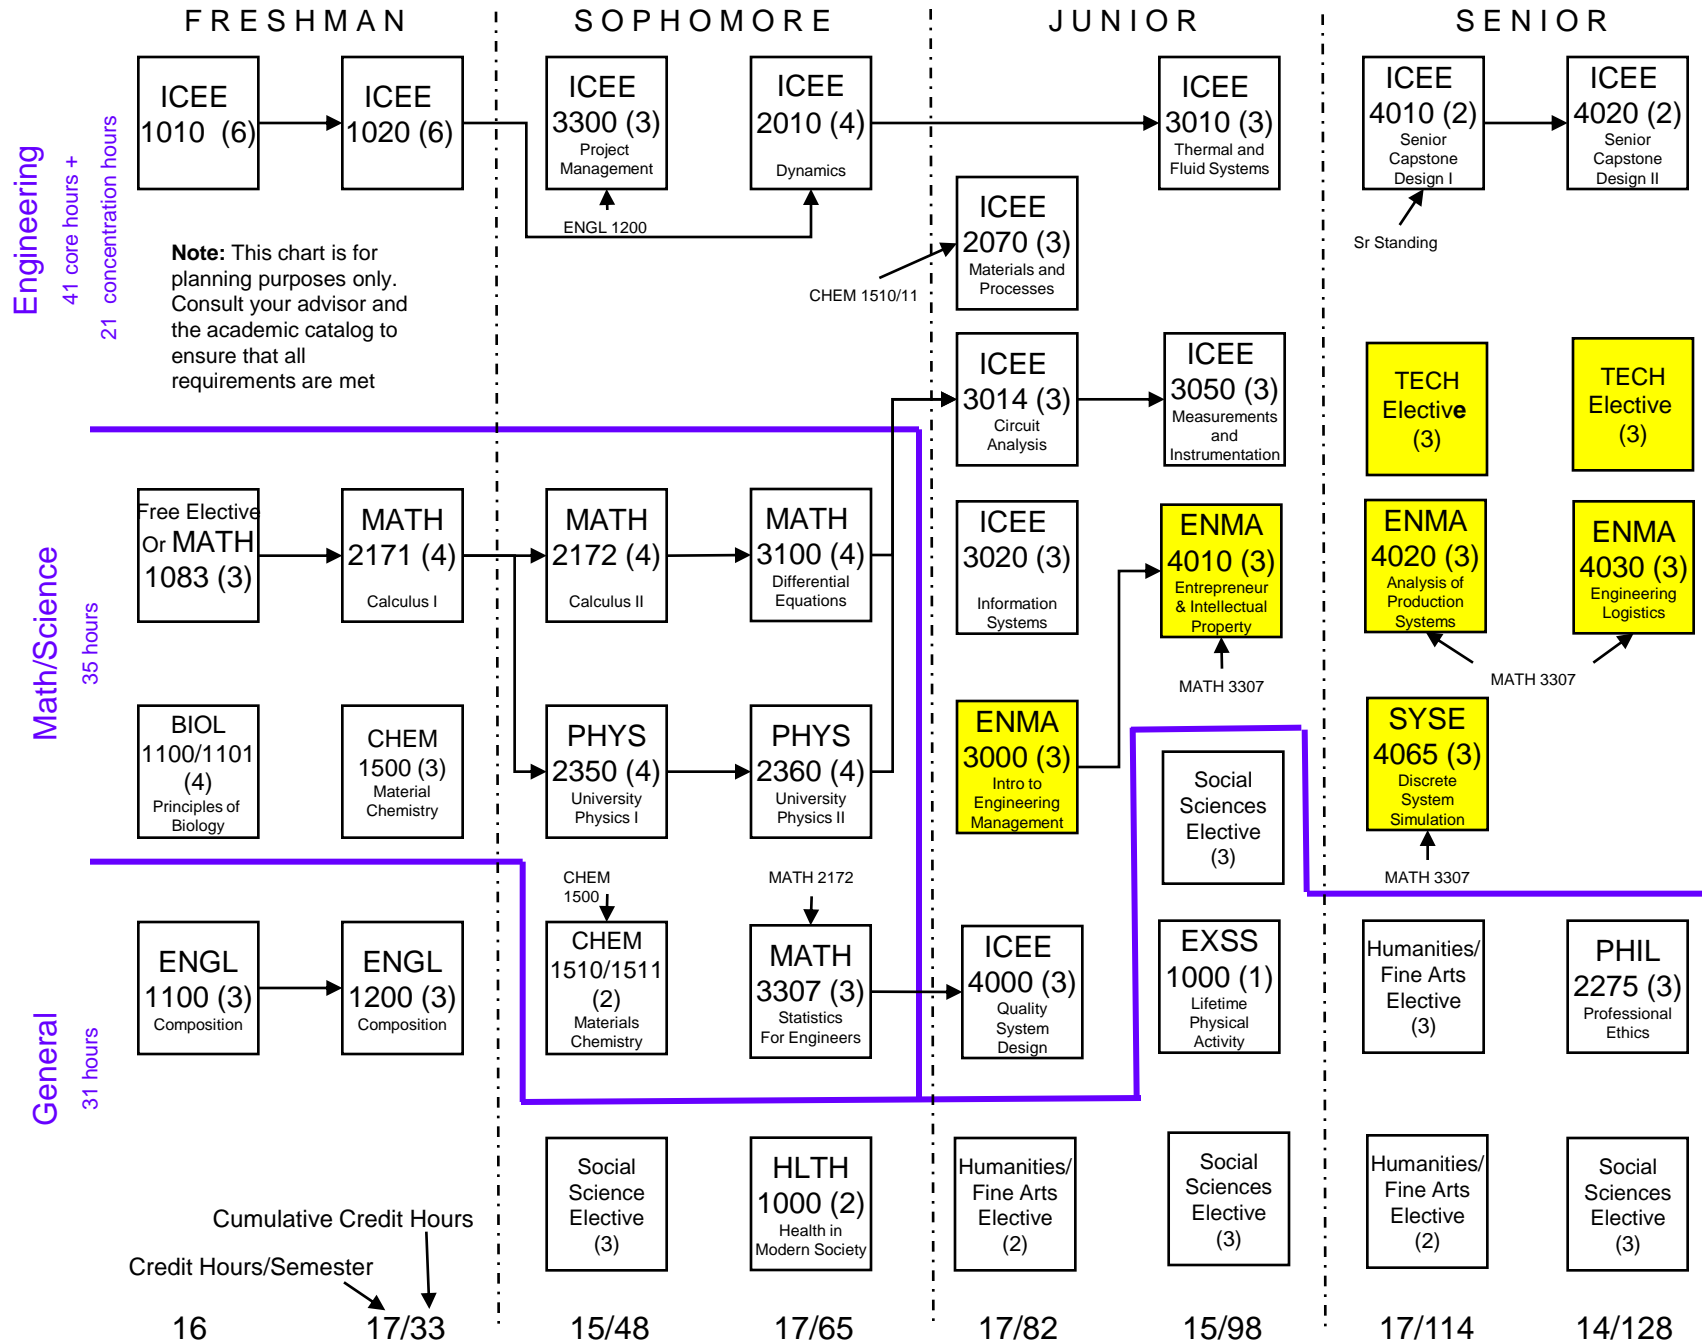 FRESHMAN
SOPHOMORE
JUNIOR
SENIOR
Engineering
41 core hours +
21 concentration hours
ICEE
1010 (6)
ICEE
1020 (6)
ICEE
3300 (3)
Project
Management
ENGL 1200
ICEE
2010 (4)
Dynamics
ICEE
3010 (3)
Thermal and
Fluid Systems
ICEE
4010 (2)
Senior
Capstone
Design I
Sr Standing
ICEE
4020 (2)
Senior
Capstone
Design II
Note: This chart is for
planning purposes only.
Consult your advisor and
the academic catalog to
ensure that all
requirements are met
CHEM 1510/11
ICEE
2070 (3)
Materials and
Processes
ICEE
3014 (3)
Circuit
Analysis
ICEE
3050 (3)
Measurements
and
Instrumentation
TECH
Elective
(3)
TECH
Elective
(3)
Math/Science
35 hours
Free Elective
Or MATH
1083 (3)
MATH
2171 (4)
Calculus I
MATH
2172 (4)
Calculus II
MATH
3100 (4)
Differential
Equations
ICEE
3020 (3)
Information
Systems
ENMA
4010 (3)
Entrepreneur
& Intellectual
Property
MATH 3307
ENMA
4020 (3)
Analysis of
Production
Systems
ENMA
4030 (3)
Engineering
Logistics
MATH 3307
BIOL
1100/1101
(4)
Principles of
Biology
CHEM
1500 (3)
Material
Chemistry
PHYS
2350 (4)
University
Physics I
PHYS
2360 (4)
University
Physics II
ENMA
3000 (3)
Intro to
Engineering
Management
Social
Sciences
Elective
(3)
SYSE
4065 (3)
Discrete
System
Simulation
MATH 3307
General
31 hours
ENGL
1100 (3)
Composition
ENGL
1200 (3)
Composition
CHEM
1500
CHEM
1510/1511
(2)
Materials
Chemistry
MATH 2172
MATH
3307 (3)
Statistics
For Engineers
ICEE
4000 (3)
Quality
System
Design
EXSS
1000 (1)
Lifetime
Physical
Activity
Humanities/
Fine Arts
Elective
(3)
PHIL
2275 (3)
Professional
Ethics
Social
Science
Elective
(3)
HLTH
1000 (2)
Health in
Modern Society
Humanities/
Fine Arts
Elective
(2)
Social
Sciences
Elective
(3)
Humanities/
Fine Arts
Elective
(2)
Social
Sciences
Elective
(3)
Cumulative Credit Hours
Credit Hours/Semester
16
17/33
15/48
17/65
17/82
15/98
17/114
14/128